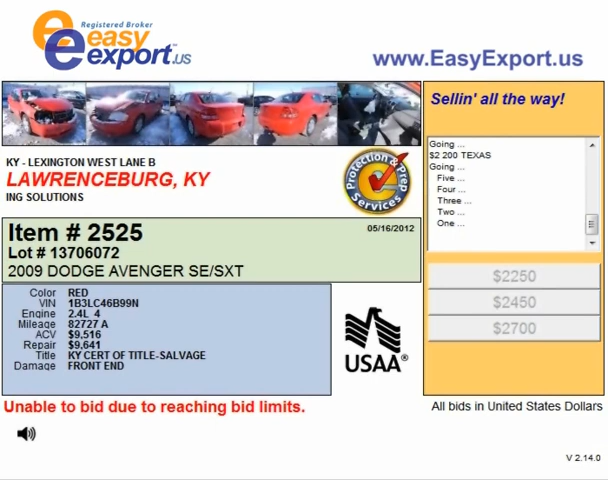 Registered Broker
easy
export.us
www.EasyExport.us
Sellin' all the way!
Going ...
$2 200 TEXAS
Going ...
Five ...
Four ...
Three ...
Two ...
One ...
KY - LEXINGTON WEST LANE B
LAWRENCEBURG, KY
ING SOLUTIONS
Protection & Prep
Services
Item # 2525
05/16/2012
Lot # 13706072
2009 DODGE AVENGER SE/SXT
$2250
$2450
$2700
Color RED
VIN 1B3LC46B99N
Engine 2.4L 4
Mileage 82727 A
ACV $9,516
Repair $9,641
Title KY CERT OF TITLE-SALVAGE
Damage FRONT END
USAA®
Unable to bid due to reaching bid limits.
All bids in United States Dollars
V 2.14.0